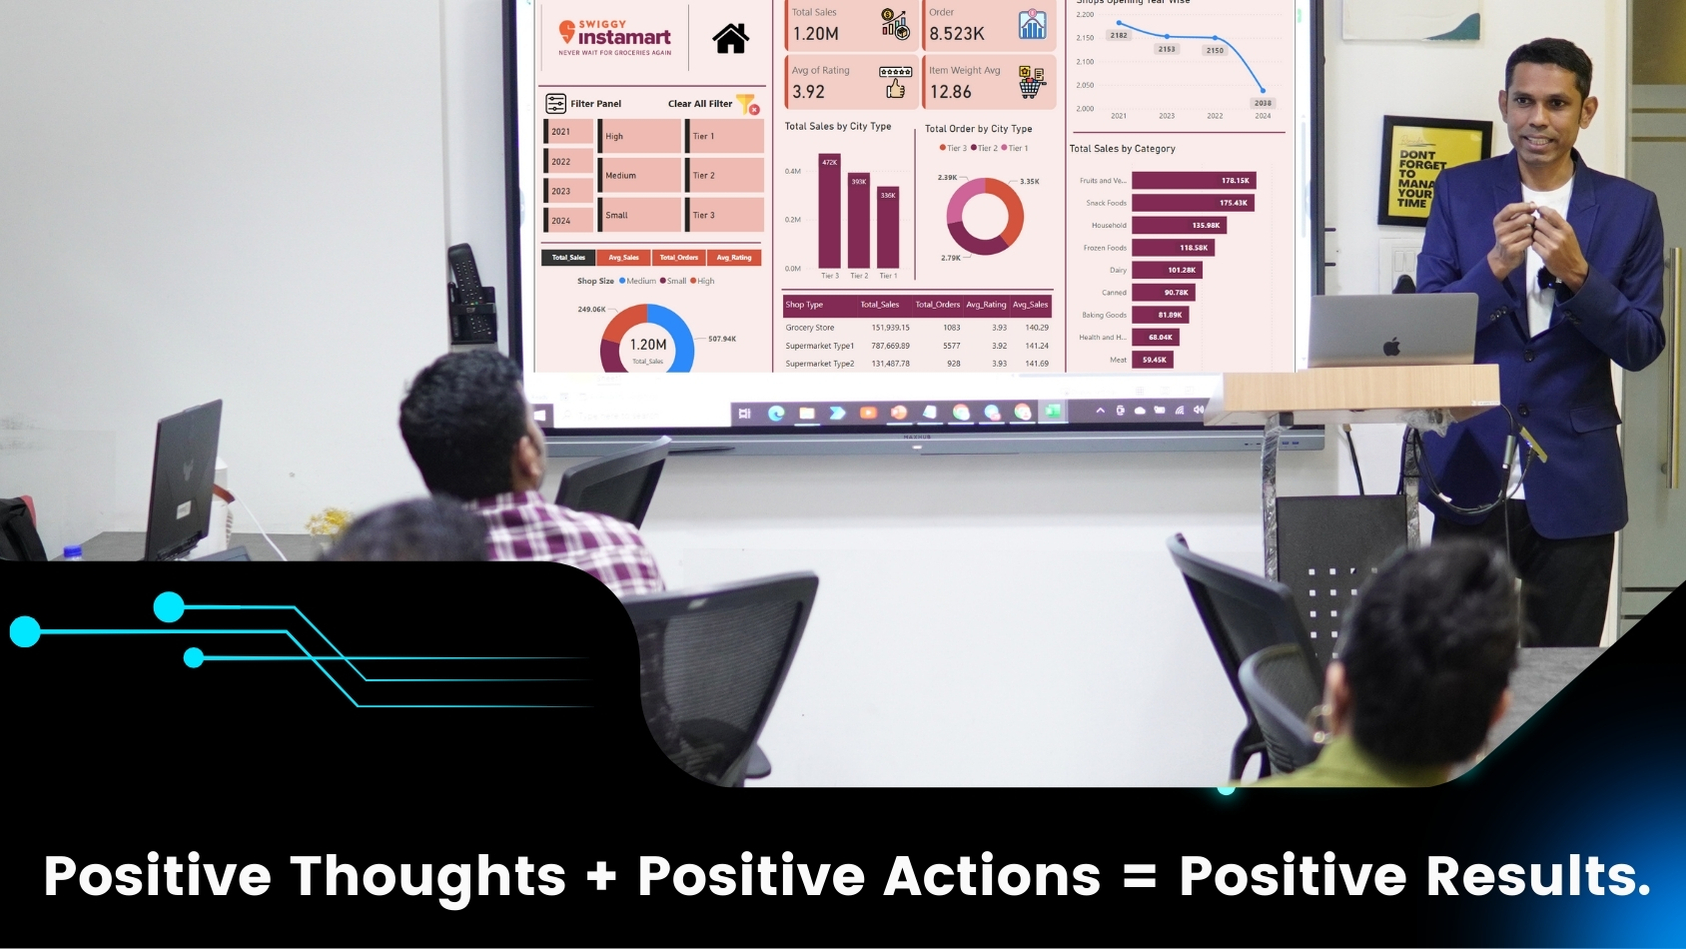 SWIGGY
instamart
NEVER WAIT FOR GROCERIES AGAIN
Filter Panel
Clear All Filter
2021
2022
2023
2024
High
Medium
Small
Tier 1
Tier 2
Tier 3
Total_Sales
Avg_Sales
Total_Orders
Avg_Rating
Shop Size Medium Small High
249.06K
507.94K
1.20M
Total_Sales
Total Sales
1.20M
Order
8.523K
Avg of Rating
3.92
Item Weight Avg
12.86
Total Sales by City Type
0.4M
0.2M
0.0M
472K
393K
336K
Tier 3
Tier 2
Tier 1
Total Order by City Type
Tier 3 Tier 2 Tier 1
2.39K
3.35K
2.79K
Shop Type Total_Sales Total_Orders Avg_Rating Avg_Sales
Grocery Store 151,939.15 1083 3.93 140.29
Supermarket Type1 787,669.89 5577 3.92 141.24
Supermarket Type2 131,487.78 928 3.93 141.69
Shops Opening Year Wise
2,200
2,150
2,100
2,050
2,000
2182
2153
2150
2038
2021
2023
2022
2024
Total Sales by Category
Fruits and Ve... 178.15K
Snack Foods 175.43K
Household 135.98K
Frozen Foods 118.58K
Dairy 101.28K
Canned 90.78K
Baking Goods 81.89K
Health and H... 68.04K
Meat 59.45K
MAXHUB
DONT
FORGET
TO
YOUR
TIME
Positive Thoughts + Positive Actions = Positive Results.